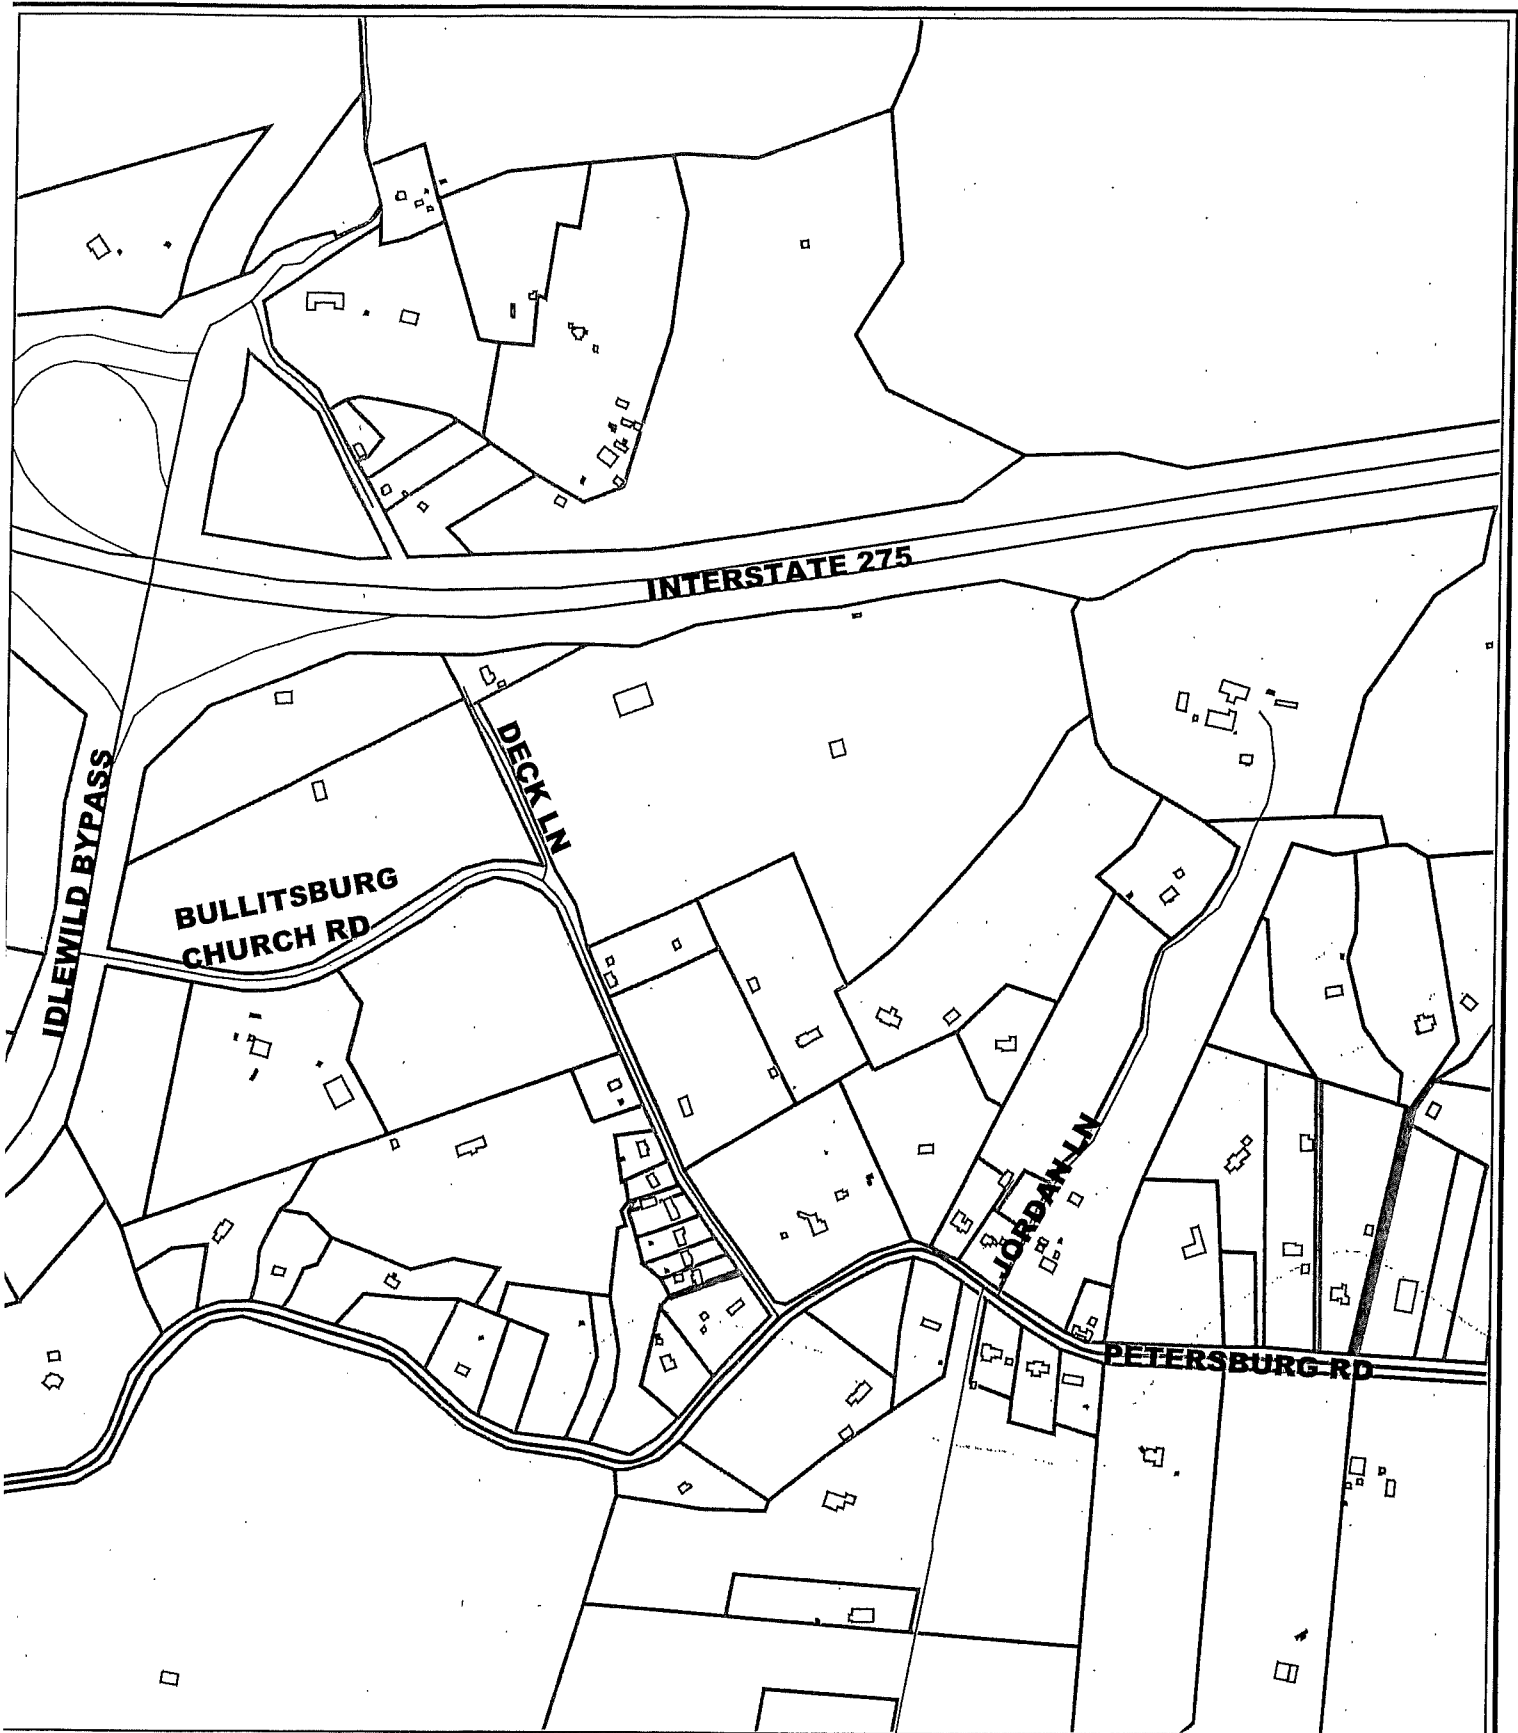 INTERSTATE 275
DECK LN
IDLEWILD BYPASS
BULLITSBURG
CHURCH RD
JORDAN LN
PETERSBURG RD